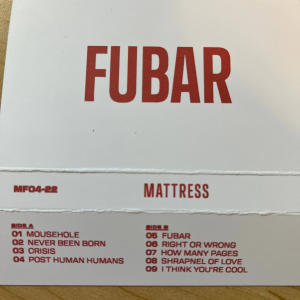 FUBAR
MF04-22
MATTRESS
SIDE A
01 MOUSEHOLE
02 NEVER BEEN BORN
03 CRISIS
04 POST HUMAN HUMANS
SIDE B
05 FUBAR
06 RIGHT OR WRONG
07 HOW MANY PAGES
08 SHRAPNEL OF LOVE
09 I THINK YOU'RE COOL